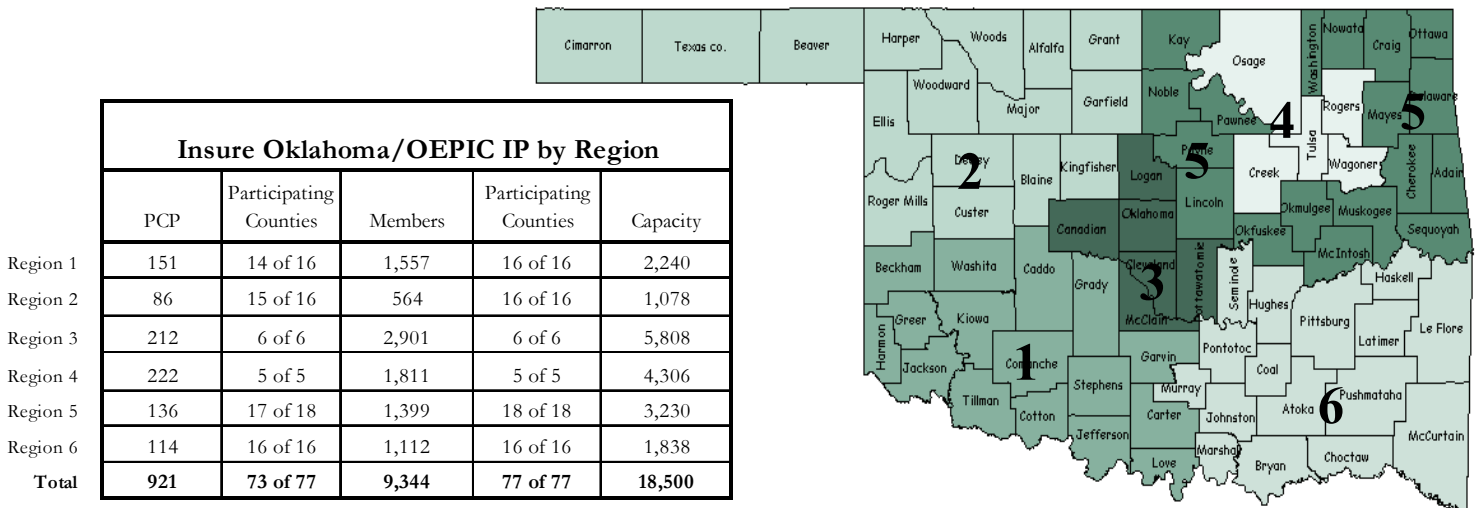 Insure Oklahoma/OEPIC IP by Region
PCP Participating Counties Members Participating Counties Capacity
Region 1 151 14 of 16 1,557 16 of 16 2,240
Region 2 86 15 of 16 564 16 of 16 1,078
Region 3 212 6 of 6 2,901 6 of 6 5,808
Region 4 222 5 of 5 1,811 5 of 5 4,306
Region 5 136 17 of 18 1,399 18 of 18 3,230
Region 6 114 16 of 16 1,112 16 of 16 1,838
Total 921 73 of 77 9,344 77 of 77 18,500
Cimarron
Texas co.
Beaver
Harper
Woods
Alfalfa
Grant
Kay
Osage
Washington
Nowata
Craig
Ottawa
Woodward
Major
Garfield
Noble
Pawnee
4
Rogers
Mayes
5
Delaware
Ellis
Dewey
2
Blaine
Kingfisher
Logan
Payne
5
Creek
Tulsa
Wagoner
Cherokee
Adair
Roger Mills
Custer
Canadian
Oklahoma
Lincoln
Okmulgee
Muskogee
Sequoyah
Beckham
Washita
Caddo
Grady
Cleveland
3
McClain
Pottawatomie
Seminole
Okfuskee
McIntosh
Haskell
Hughes
Pittsburg
Latimer
Le Flore
Harmon
Greer
Kiowa
Jackson
Comanche
1
Tillman
Cotton
Stephens
Garvin
Pontotoc
Coal
Murray
Carter
Johnston
Atoka
6
Pushmataha
McCurtain
Jefferson
Love
Marshal
Bryan
Choctaw